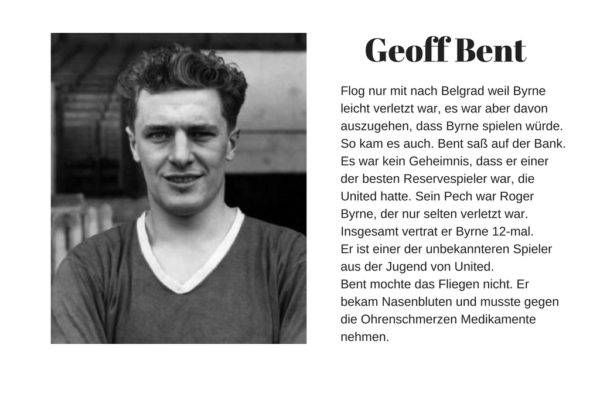 Geoff Bent
Flog nur mit nach Belgrad weil Byrne
leicht verletzt war, es war aber davon
auszugehen, dass Byrne spielen würde.
So kam es auch. Bent saß auf der Bank.
Es war kein Geheimnis, dass er einer
der besten Reservespieler war, die
United hatte. Sein Pech war Roger
Byrne, der nur selten verletzt war.
Insgesamt vertrat er Byrne 12-mal.
Er ist einer der unbekannteren Spieler
aus der Jugend von United.
Bent mochte das Fliegen nicht. Er
bekam Nasenbluten und musste gegen
die Ohrenschmerzen Medikamente
nehmen.